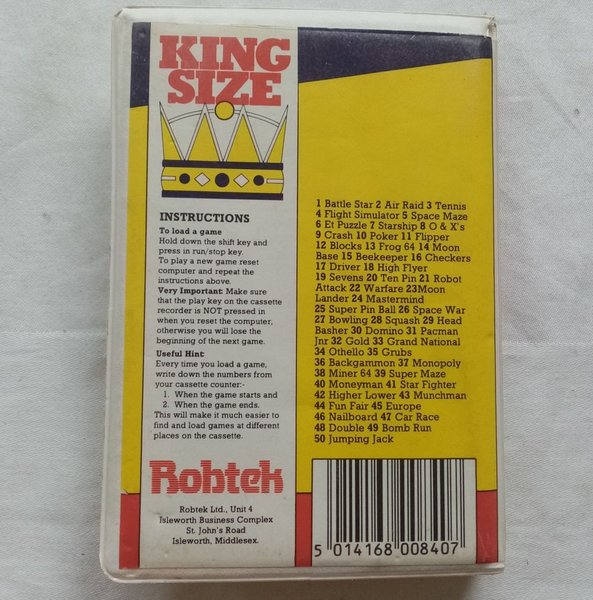 KING
SIZE
INSTRUCTIONS
To load a game
Hold down the shift key and
press in run/stop key.
To play a new game reset
computer and repeat the
instructions above.
Very Important: Make sure
that the play key on the cassette
recorder is NOT pressed in
when you reset the computer,
otherwise you will lose the
beginning of the next game.
Useful Hint:
Every time you load a game,
write down the numbers from
your cassette counter:-
1. When the game starts and
2. When the game ends.
This will make it much easier to
find and load games at different
places on the cassette.
Robtek
Robtek Ltd., Unit 4
Isleworth Business Complex
St. John's Road
Isleworth, Middlesex.
1 Battle Star 2 Air Raid 3 Tennis
4 Flight Simulator 5 Space Maze
6 Et Puzzle 7 Starship 8 O & X's
9 Crash 10 Poker 11 Flipper
12 Blocks 13 Frog 64 14 Moon
Base 15 Beekeeper 16 Checkers
17 Driver 18 High Flyer
19 Sevens 20 Ten Pin 21 Robot
Attack 22 Warfare 23Moon
Lander 24 Mastermind
25 Super Pin Ball 26 Space War
27 Bowling 28 Squash 29 Head
Basher 30 Domino 31 Pacman
Jnr 32 Gold 33 Grand National
34 Othello 35 Grubs
36 Backgammon 37 Monopoly
38 Miner 64 39 Super Maze
40 Moneyman 41 Star Fighter
42 Higher Lower 43 Munchman
44 Fun Fair 45 Europe
46 Nailboard 47 Car Race
48 Double 49 Bomb Run
50 Jumping Jack
5 014168 008407